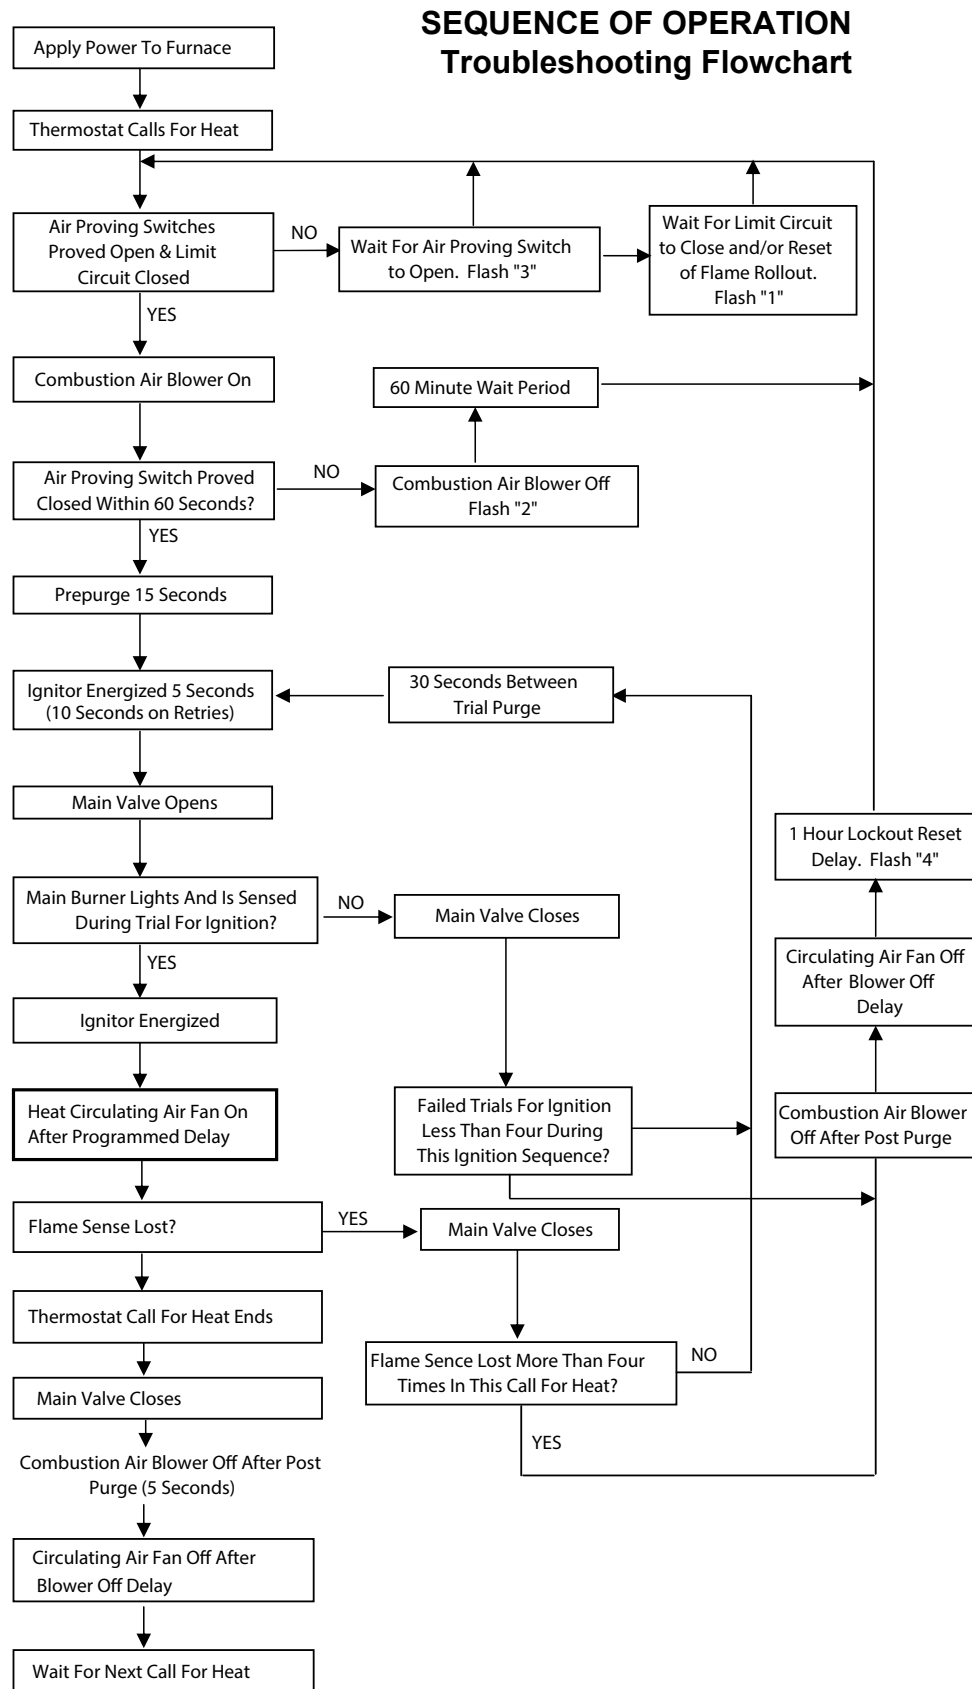 SEQUENCE OF OPERATION
Troubleshooting Flowchart
Apply Power To Furnace
Thermostat Calls For Heat
Air Proving Switches
Proved Open & Limit
Circuit Closed
NO
Wait For Air Proving Switch
to Open. Flash "3"
Wait For Limit Circuit
to Close and/or Reset
of Flame Rollout.
Flash "1"
YES
Combustion Air Blower On
60 Minute Wait Period
Air Proving Switch Proved
Closed Within 60 Seconds?
NO
Combustion Air Blower Off
Flash "2"
YES
Prepurge 15 Seconds
Ignitor Energized 5 Seconds
(10 Seconds on Retries)
30 Seconds Between
Trial Purge
Main Valve Opens
1 Hour Lockout Reset
Delay. Flash "4"
Main Burner Lights And Is Sensed
During Trial For Ignition?
NO
Main Valve Closes
YES
Circulating Air Fan Off
After Blower Off
Delay
Ignitor Energized
Heat Circulating Air Fan On
After Programmed Delay
Failed Trials For Ignition
Less Than Four During
This Ignition Sequence?
Combustion Air Blower
Off After Post Purge
Flame Sense Lost?
YES
Main Valve Closes
Thermostat Call For Heat Ends
Flame Sence Lost More Than Four
Times In This Call For Heat?
NO
YES
Main Valve Closes
Combustion Air Blower Off After Post
Purge (5 Seconds)
Circulating Air Fan Off After
Blower Off Delay
Wait For Next Call For Heat